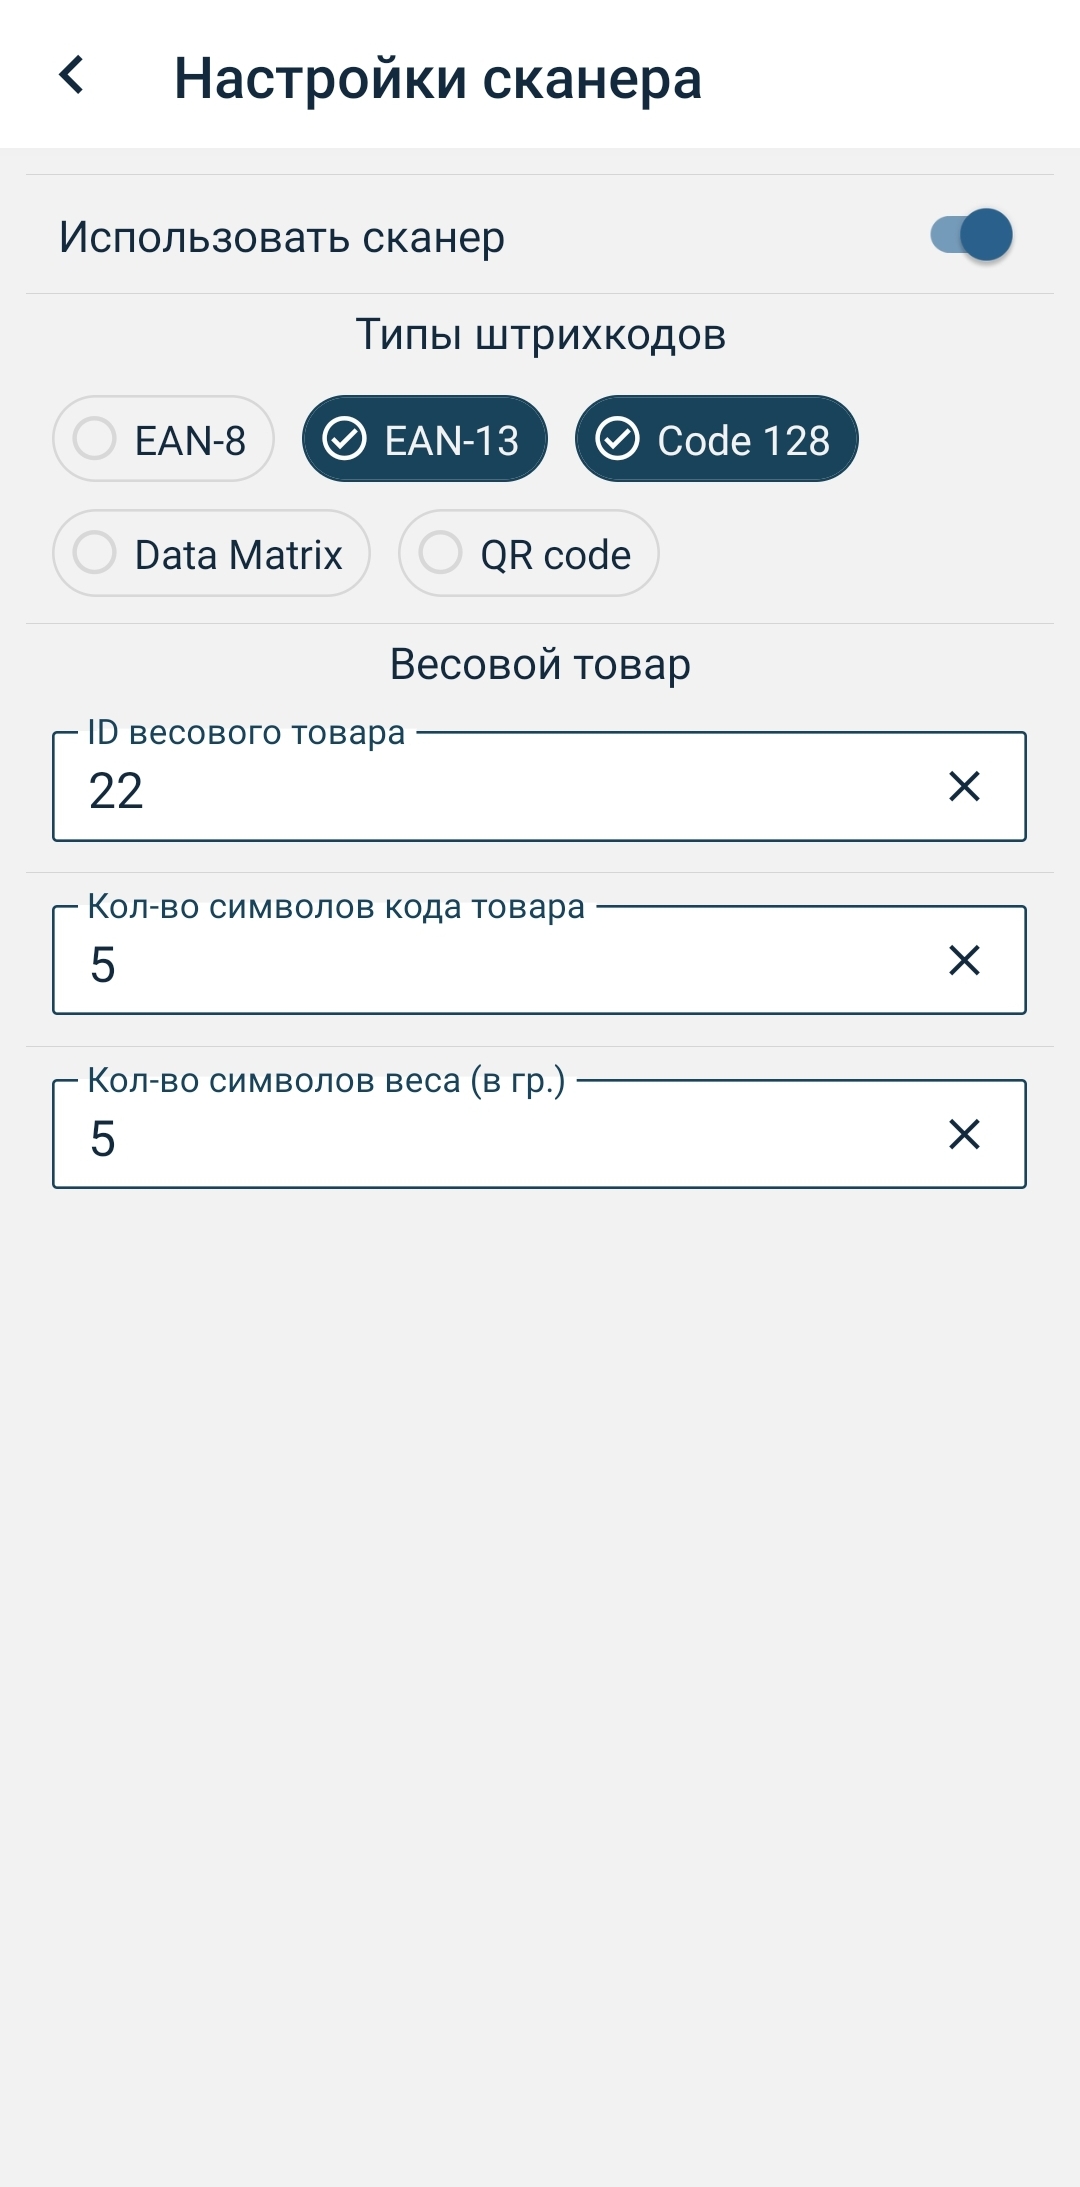 Настройки сканера
Использовать сканер
Типы штрихкодов
EAN-8 EAN-13 Code 128
Data Matrix QR code
Весовой товар
ID весового товара
22
Кол-во символов кода товара
5
Кол-во символов веса (в гр.)
5